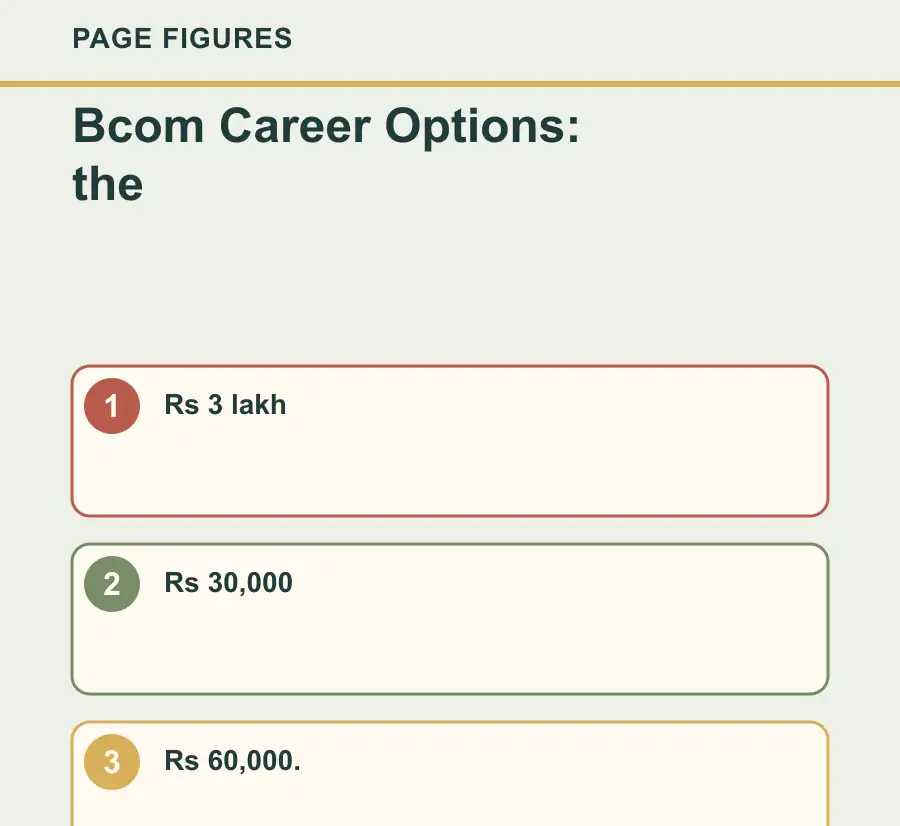 PAGE FIGURES
Bcom Career Options:
the
1 Rs 3 lakh
2 Rs 30,000
3 Rs 60,000.